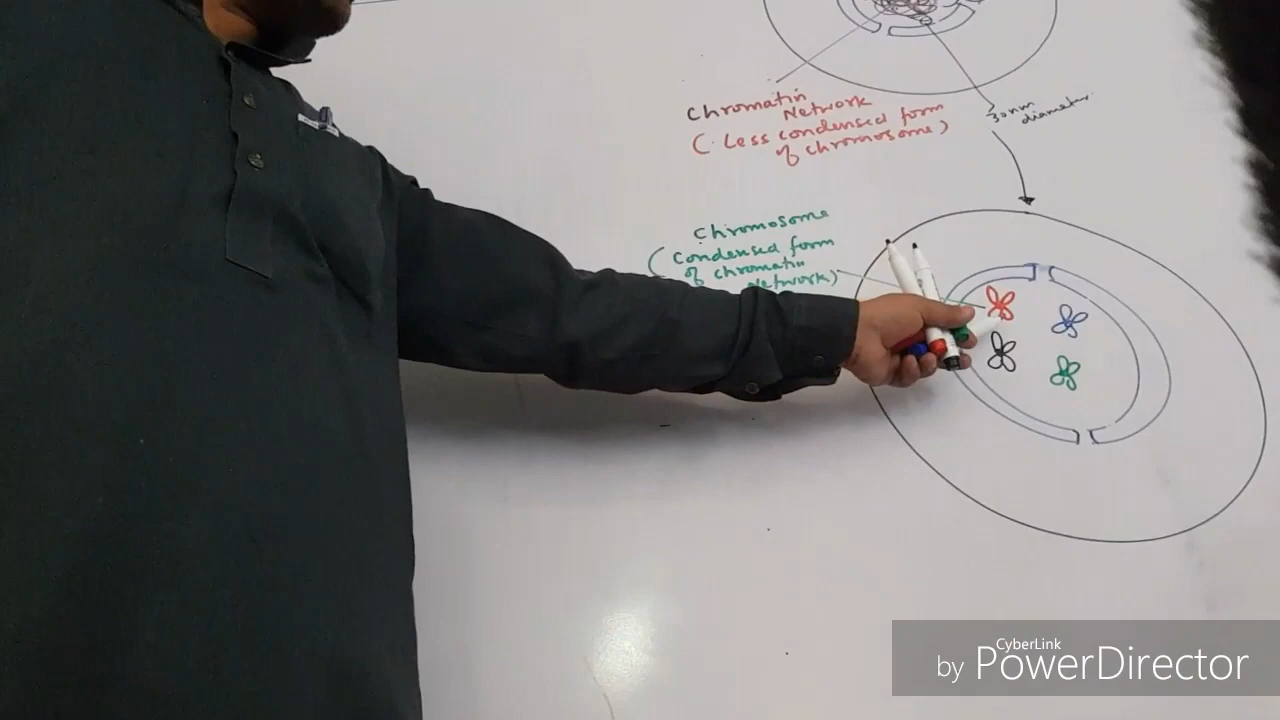 Chromatin
Network
(Less condensed form
of chromosome)
30nm
diameter
Chromosome
(Condensed form
of chromatin
Network)
CyberLink
by PowerDirector